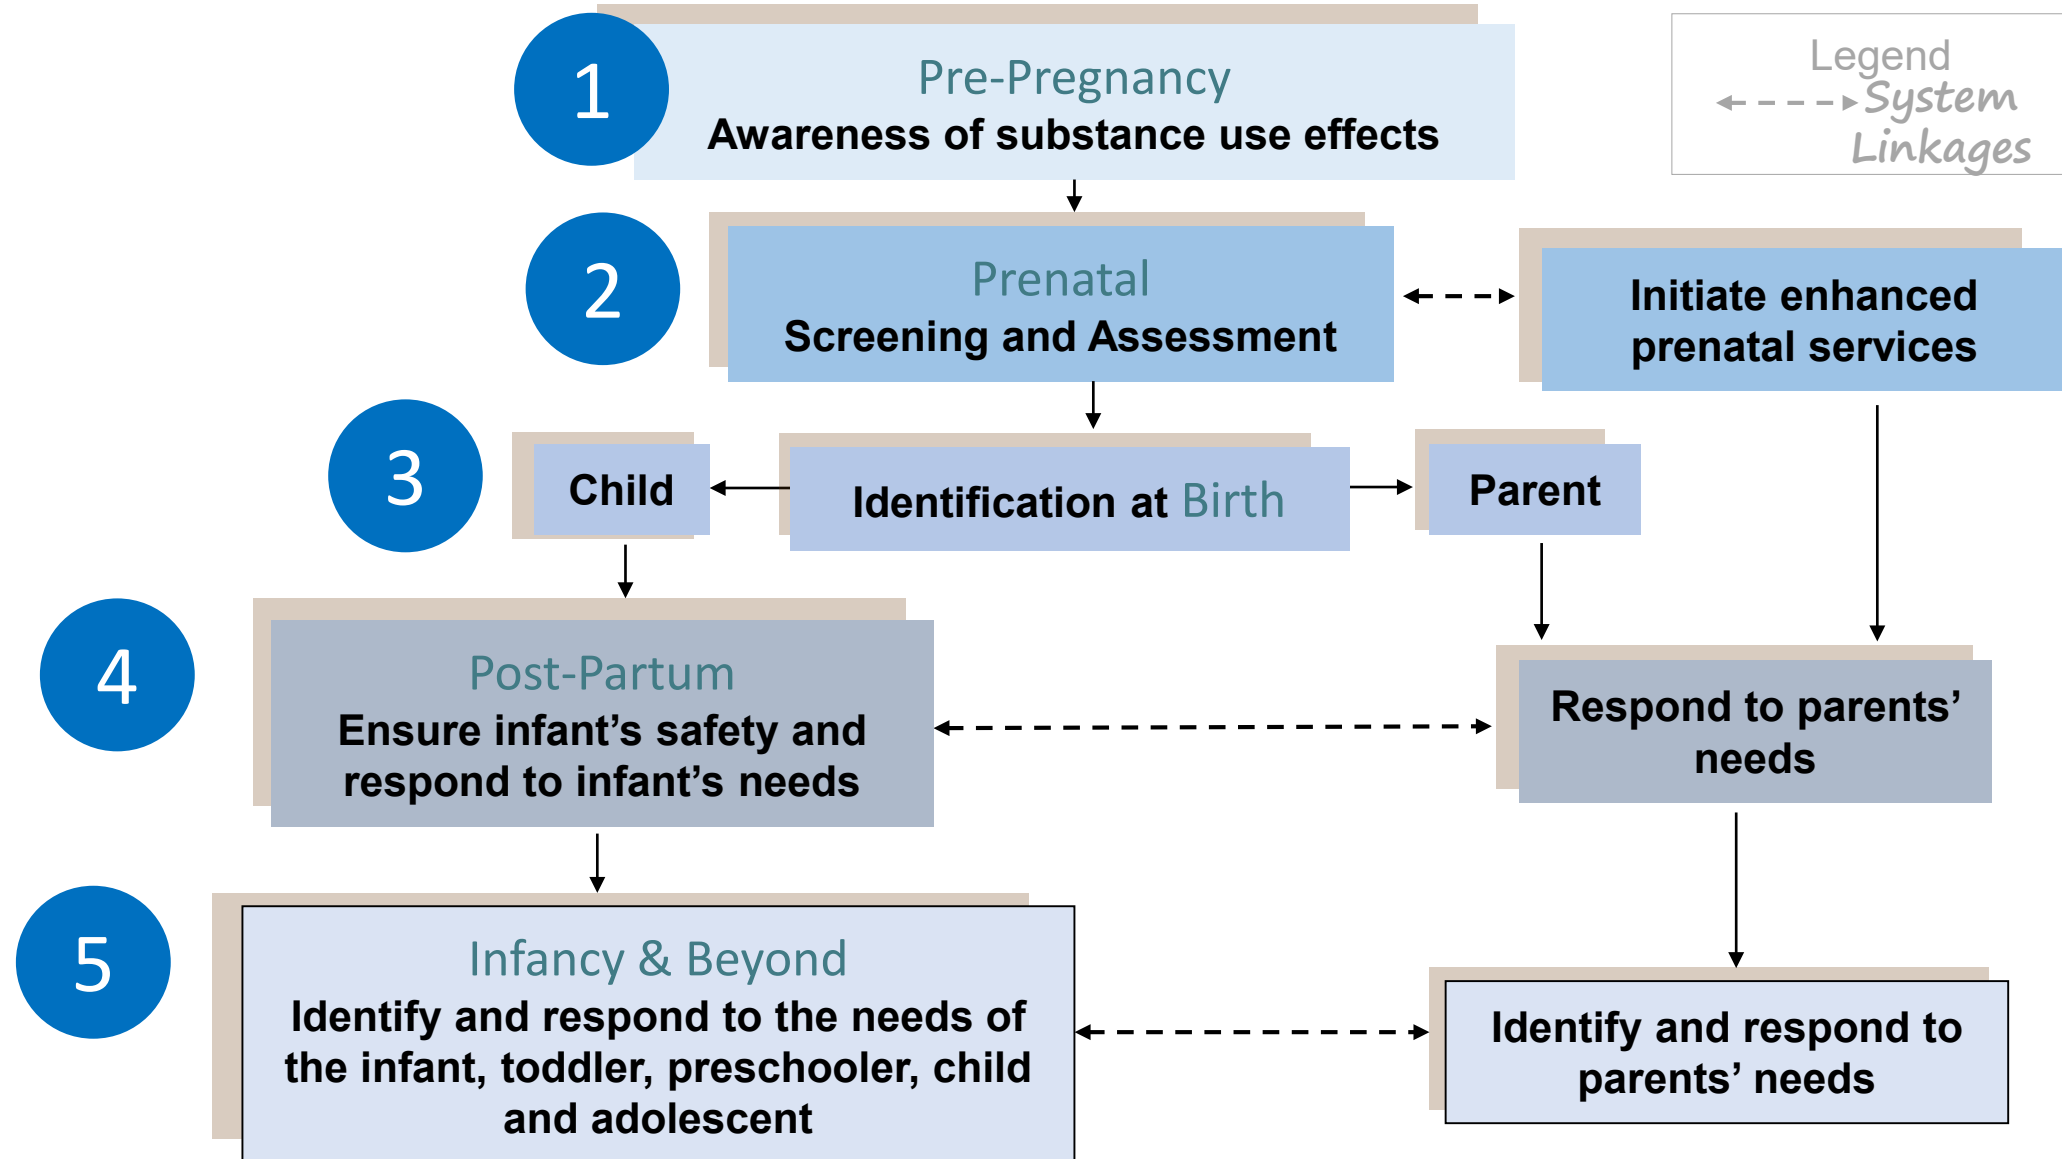 1
Pre-Pregnancy
Awareness of substance use effects
Legend
System
Linkages
2
Prenatal
Screening and Assessment
Initiate enhanced
prenatal services
3
Child
Identification at Birth
Parent
4
Post-Partum
Ensure infant’s safety and
respond to infant’s needs
Respond to parents’
needs
5
Infancy & Beyond
Identify and respond to the needs of
the infant, toddler, preschooler, child
and adolescent
Identify and respond to
parents’ needs